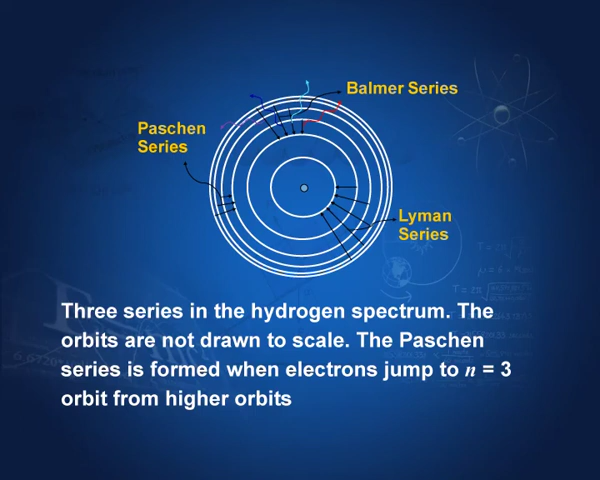 Balmer Series
Paschen
Series
Lyman
Series
Three series in the hydrogen spectrum. The
orbits are not drawn to scale. The Paschen
series is formed when electrons jump to n = 3
orbit from higher orbits